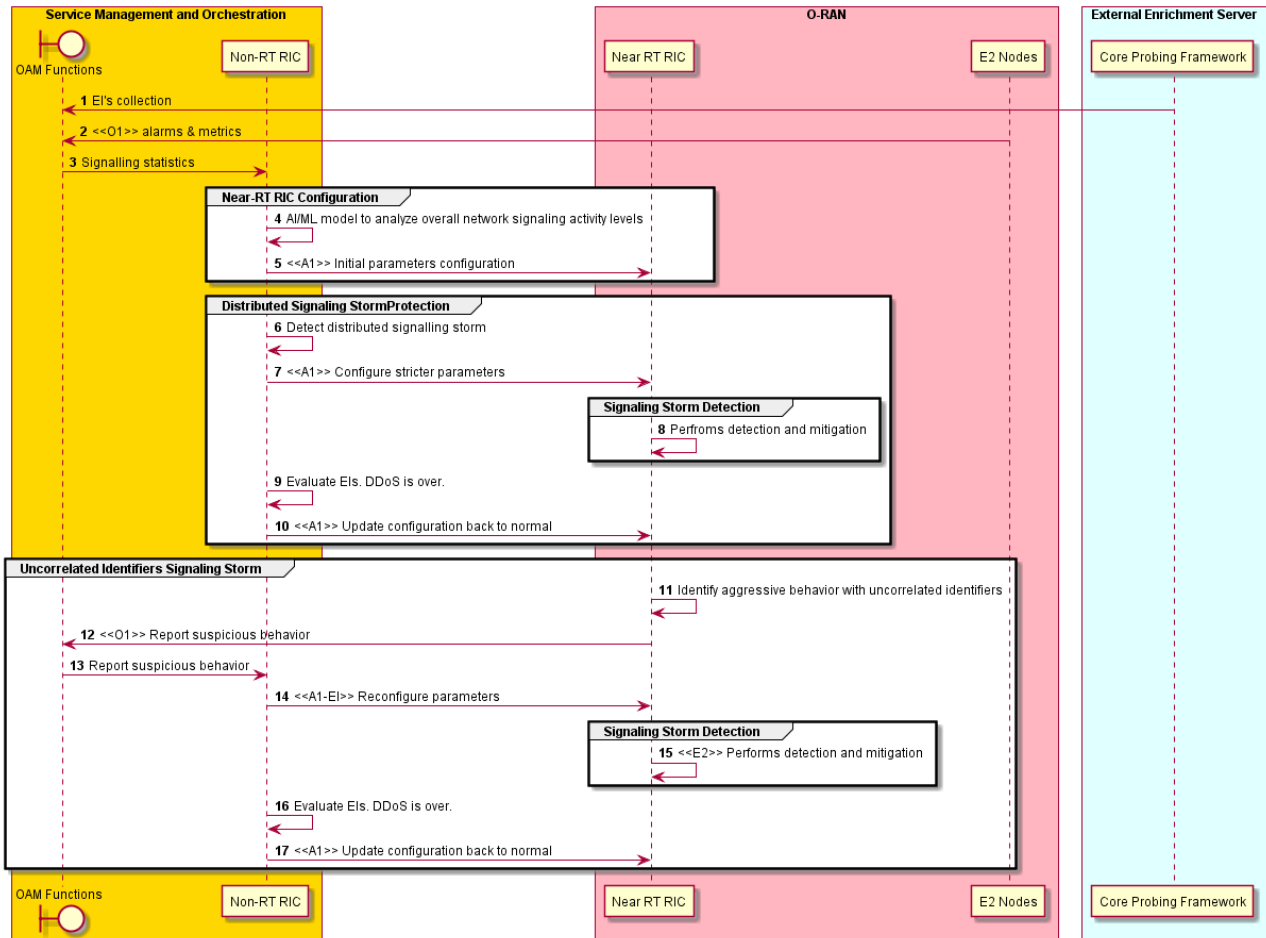 Service Management and Orchestration
O-RAN
External Enrichment Server
OAM Functions
Non-RT RIC
Near RT RIC
E2 Nodes
Core Probing Framework
1 EI's collection
2 <<O1>> alarms & metrics
3 Signalling statistics
Near-RT RIC Configuration
4 AI/ML model to analyze overall network signaling activity levels
5 <<A1>> Initial parameters configuration
Distributed Signaling StormProtection
6 Detect distributed signalling storm
7 <<A1>> Configure stricter parameters
Signaling Storm Detection
8 Perfroms detection and mitigation
9 Evaluate EIs. DDoS is over.
10 <<A1>> Update configuration back to normal
Uncorrelated Identifiers Signaling Storm
11 Identify aggressive behavior with uncorrelated identifiers
12 <<O1>> Report suspicious behavior
13 Report suspicious behavior
14 <<A1-EI>> Reconfigure parameters
Signaling Storm Detection
15 <<E2>> Performs detection and mitigation
16 Evaluate EIs. DDoS is over.
17 <<A1>> Update configuration back to normal
OAM Functions
Non-RT RIC
Near RT RIC
E2 Nodes
Core Probing Framework